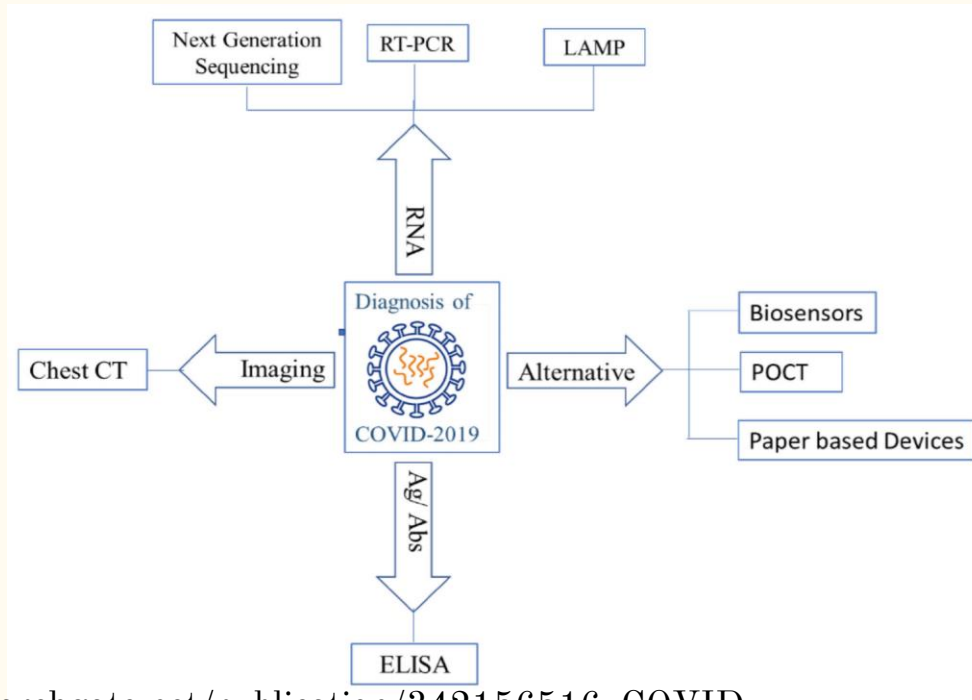 Next Generation
Sequencing
RT-PCR
LAMP
RNA
Diagnosis of
COVID-2019
Imaging
Chest CT
Alternative
Biosensors
POCT
Paper based Devices
Ag/ Abs
ELISA